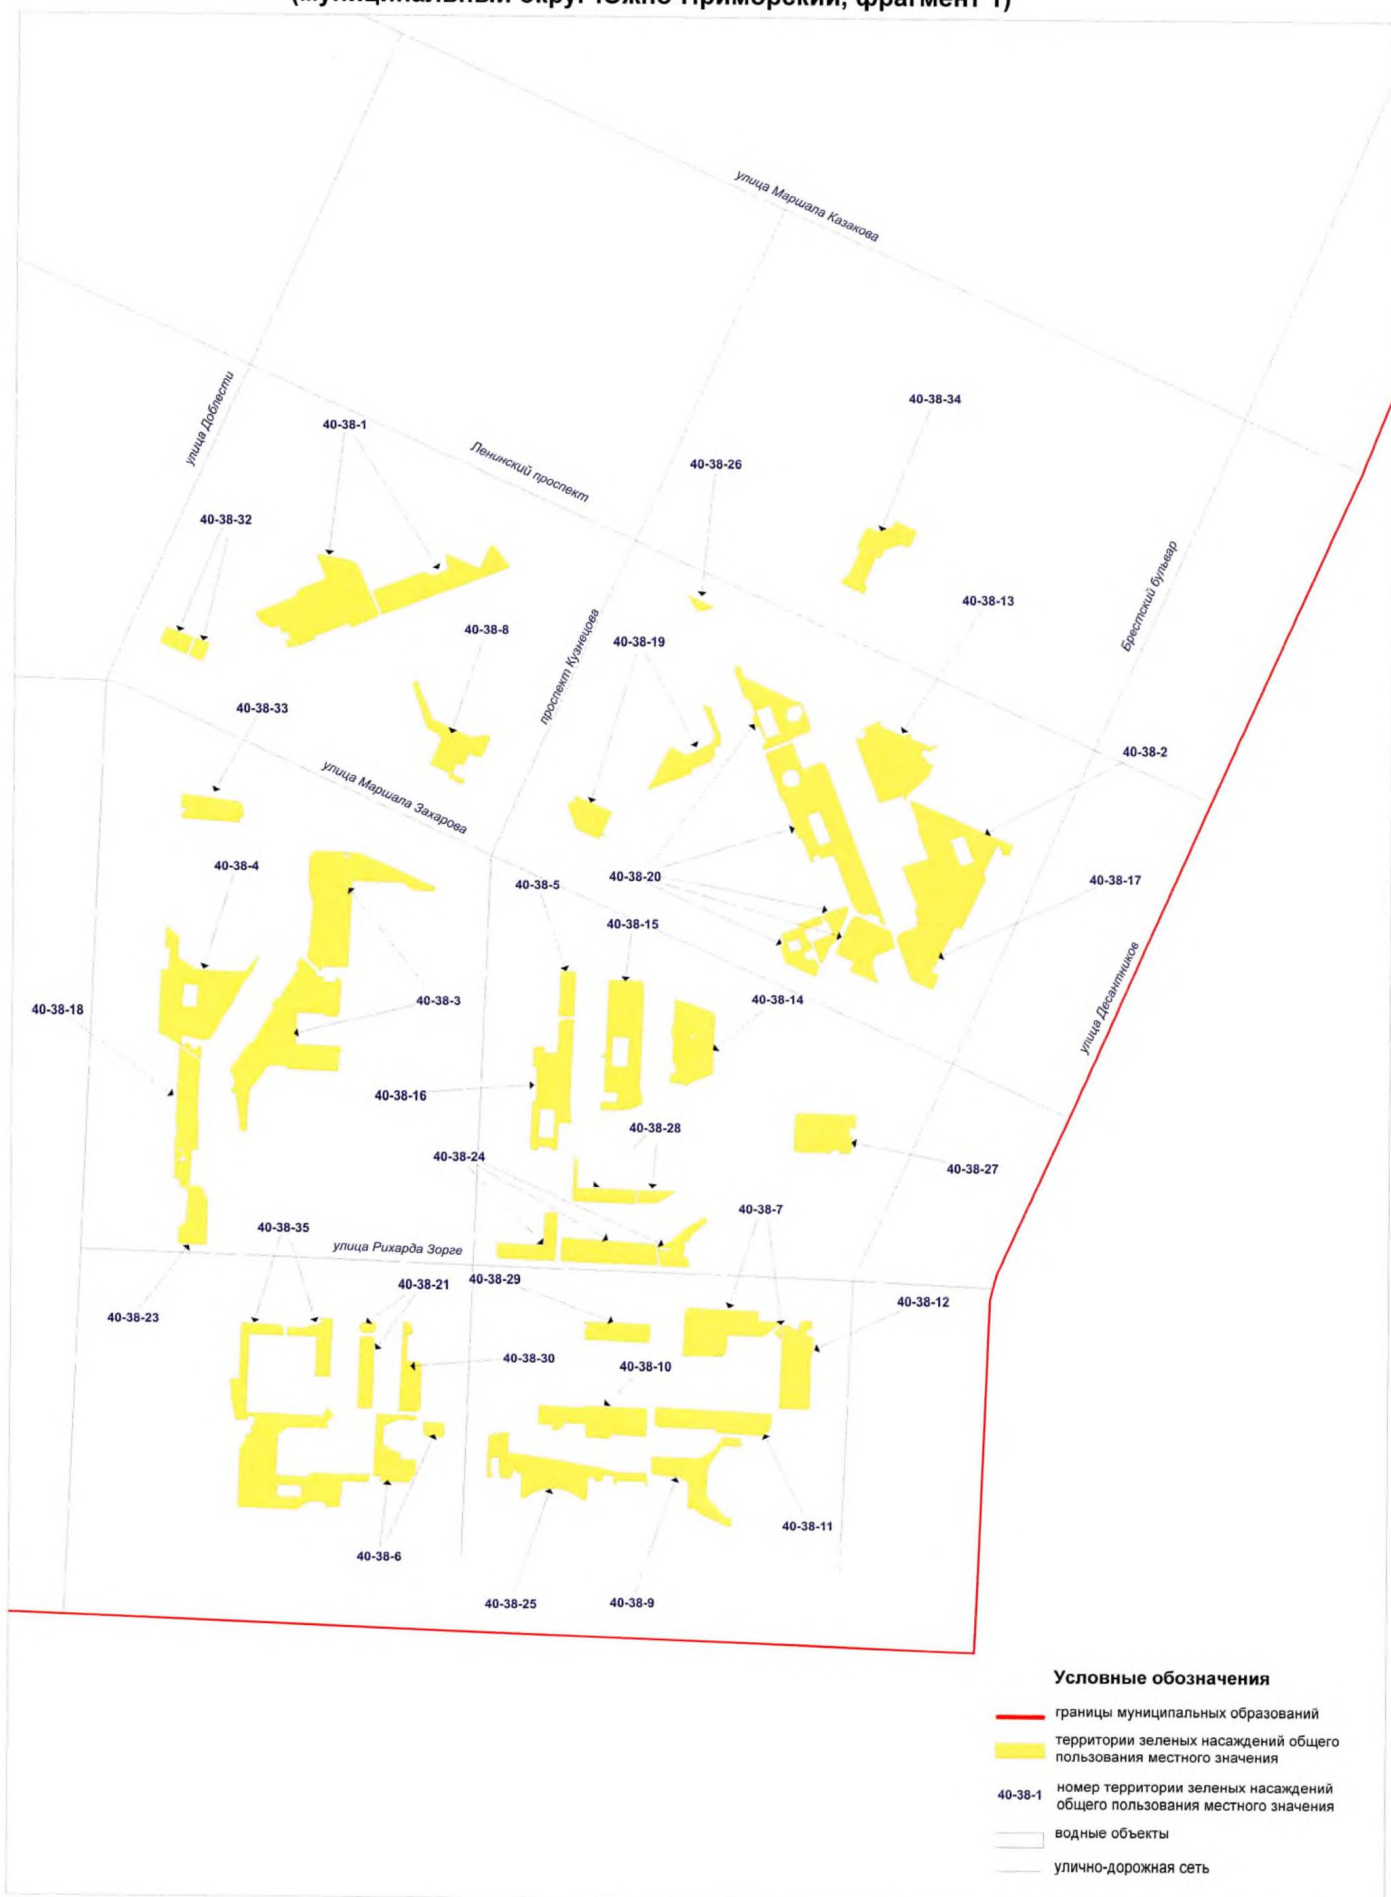 (муниципальный округ Южно-Приморский, фрагмент 1)
улица Маршала Казакова
улица Доблести
40-38-34
40-38-1
Ленинский проспект
40-38-26
40-38-32
Брестский бульвар
40-38-13
40-38-8
проспект Кузнецова
40-38-19
40-38-33
40-38-2
улица Маршала Захарова
40-38-4
40-38-5
40-38-20
40-38-17
40-38-15
улица Десантников
40-38-18
40-38-3
40-38-14
40-38-16
40-38-28
40-38-24
40-38-27
40-38-7
40-38-35
улица Рихарда Зорге
40-38-21
40-38-29
40-38-12
40-38-23
40-38-30
40-38-10
40-38-11
40-38-6
40-38-25
40-38-9
Условные обозначения
границы муниципальных образований
территории зеленых насаждений общего
пользования местного значения
40-38-1
номер территории зеленых насаждений
общего пользования местного значения
водные объекты
улично-дорожная сеть